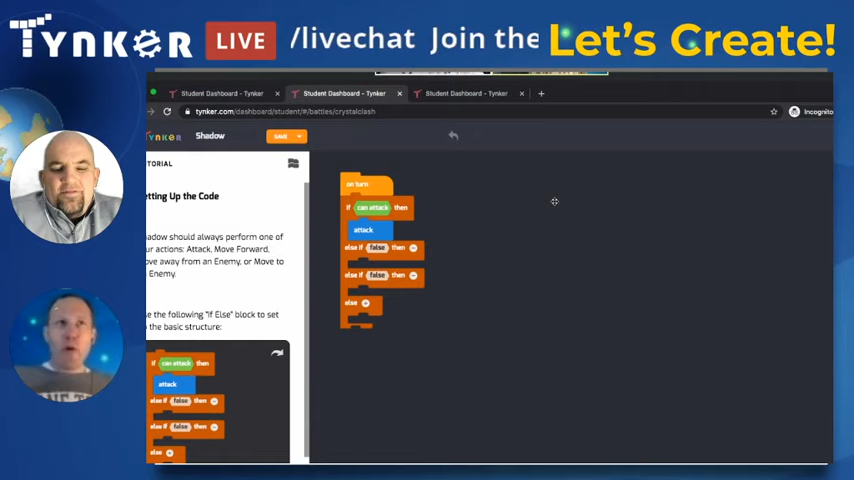 TYNKER LIVE /livechat Join the Let's Create!
Student Dashboard - Tynker × Student Dashboard - Tynker × Student Dashboard - Tynker × +
tynker.com/dashboard/student/#/battles/crystalclash Incognito
YNKER Shadow SAVE
TORIAL
etting Up the Code
adow should always perform one of
ur actions: Attack, Move Forward,
ove away from an Enemy, or Move to
Enemy.
e the following "If Else" block to set
the basic structure:
if can attack then
attack
else if false then
else if false then
else
on turn
if can attack then
attack
else if false then
else if false then
else